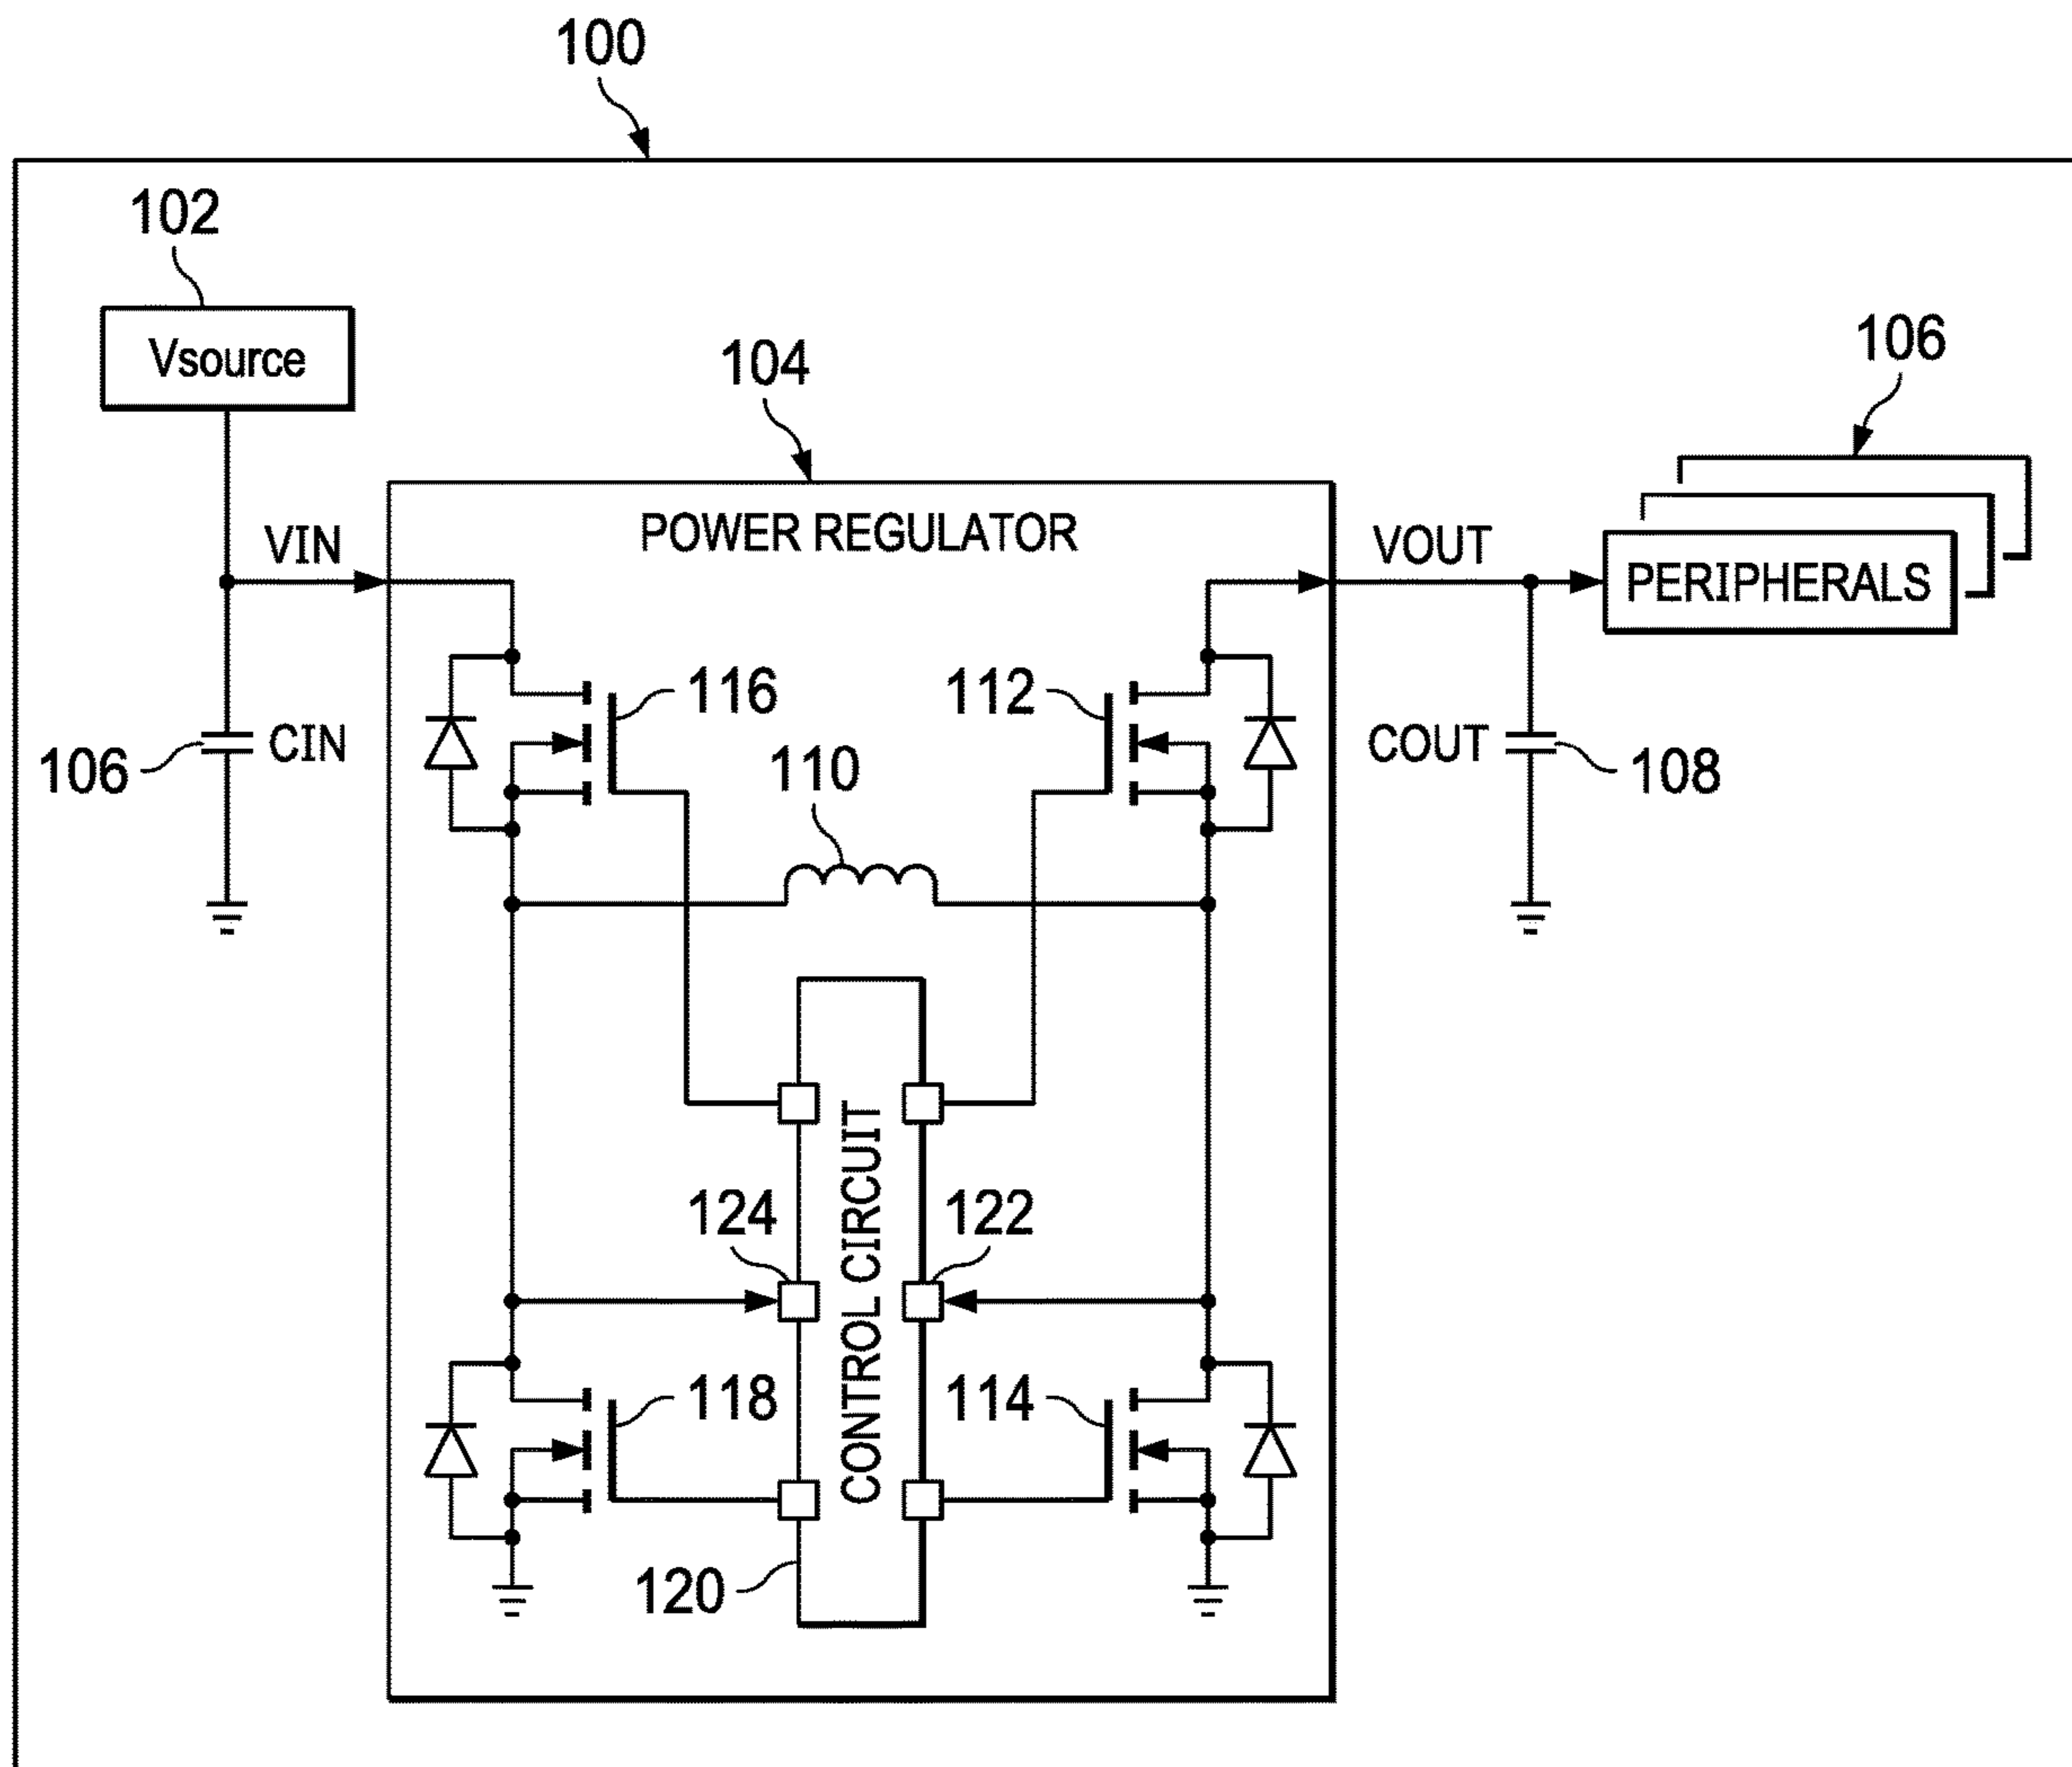 100
102
Vsource
104
106
VIN
POWER REGULATOR
VOUT
PERIPHERALS
116
112
CIN
106
110
COUT
108
124
122
CONTROL CIRCUIT
118
114
120